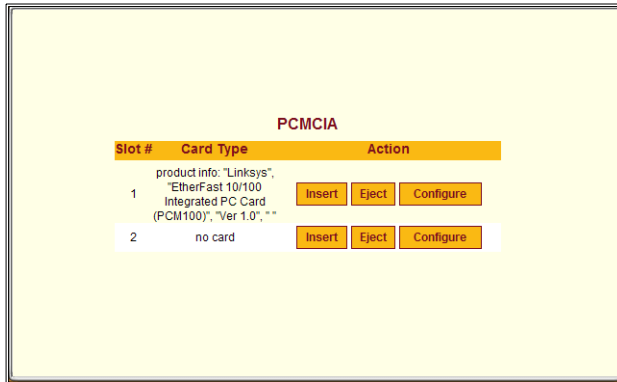 PCMCIA
Slot # Card Type Action
product info: "Linksys",
"EtherFast 10/100
1 Integrated PC Card Insert Eject Configure
(PCM100)", "Ver 1.0", " "
2 no card Insert Eject Configure